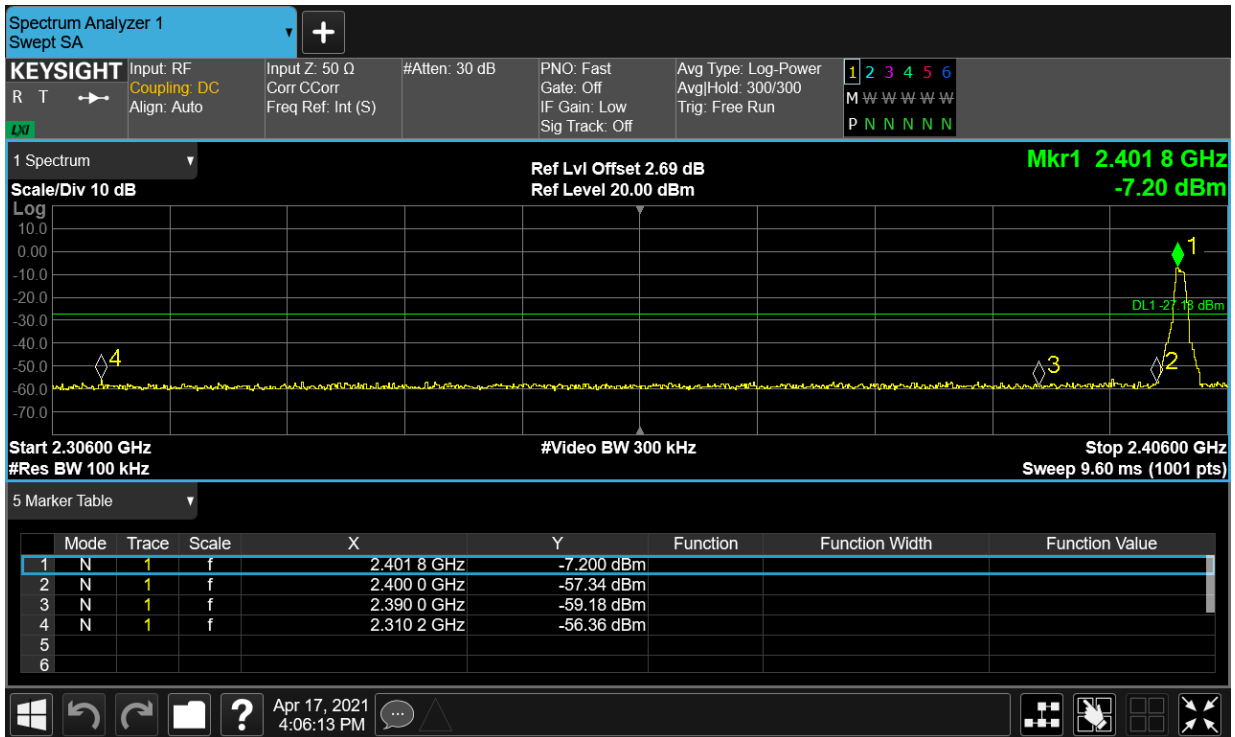 Spectrum Analyzer 1
Swept SA
KEYSIGHT
R T
LXI
Input: RF
Coupling: DC
Align: Auto
Input Z: 50 Ω
Corr CCorr
Freq Ref: Int (S)
#Atten: 30 dB
PNO: Fast
Gate: Off
IF Gain: Low
Sig Track: Off
Avg Type: Log-Power
Avg|Hold: 300/300
Trig: Free Run
1 2 3 4 5 6
M W W W W W
P N N N N N
1 Spectrum
Scale/Div 10 dB
Ref Lvl Offset 2.69 dB
Ref Level 20.00 dBm
Mkr1 2.401 8 GHz
-7.20 dBm
Log
10.0
0.00
-10.0
-20.0
-30.0
-40.0
-50.0
-60.0
-70.0
1
DL1 -27.18 dBm
4
3
2
Start 2.30600 GHz
#Video BW 300 kHz
Stop 2.40600 GHz
#Res BW 100 kHz
Sweep 9.60 ms (1001 pts)
5 Marker Table
Mode Trace Scale X Y Function Function Width Function Value
1 N 1 f 2.401 8 GHz -7.200 dBm
2 N 1 f 2.400 0 GHz -57.34 dBm
3 N 1 f 2.390 0 GHz -59.18 dBm
4 N 1 f 2.310 2 GHz -56.36 dBm
5
6
?
Apr 17, 2021
4:06:13 PM